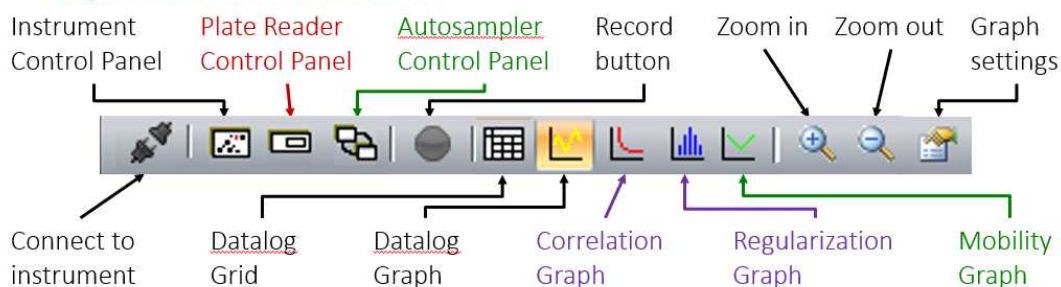 Instrument
Control Panel
Plate Reader
Control Panel
Autosampler
Control Panel
Record
button
Zoom in
Zoom out
Graph
settings
Connect to
instrument
Datalog
Grid
Datalog
Graph
Correlation
Graph
Regularization
Graph
Mobility
Graph